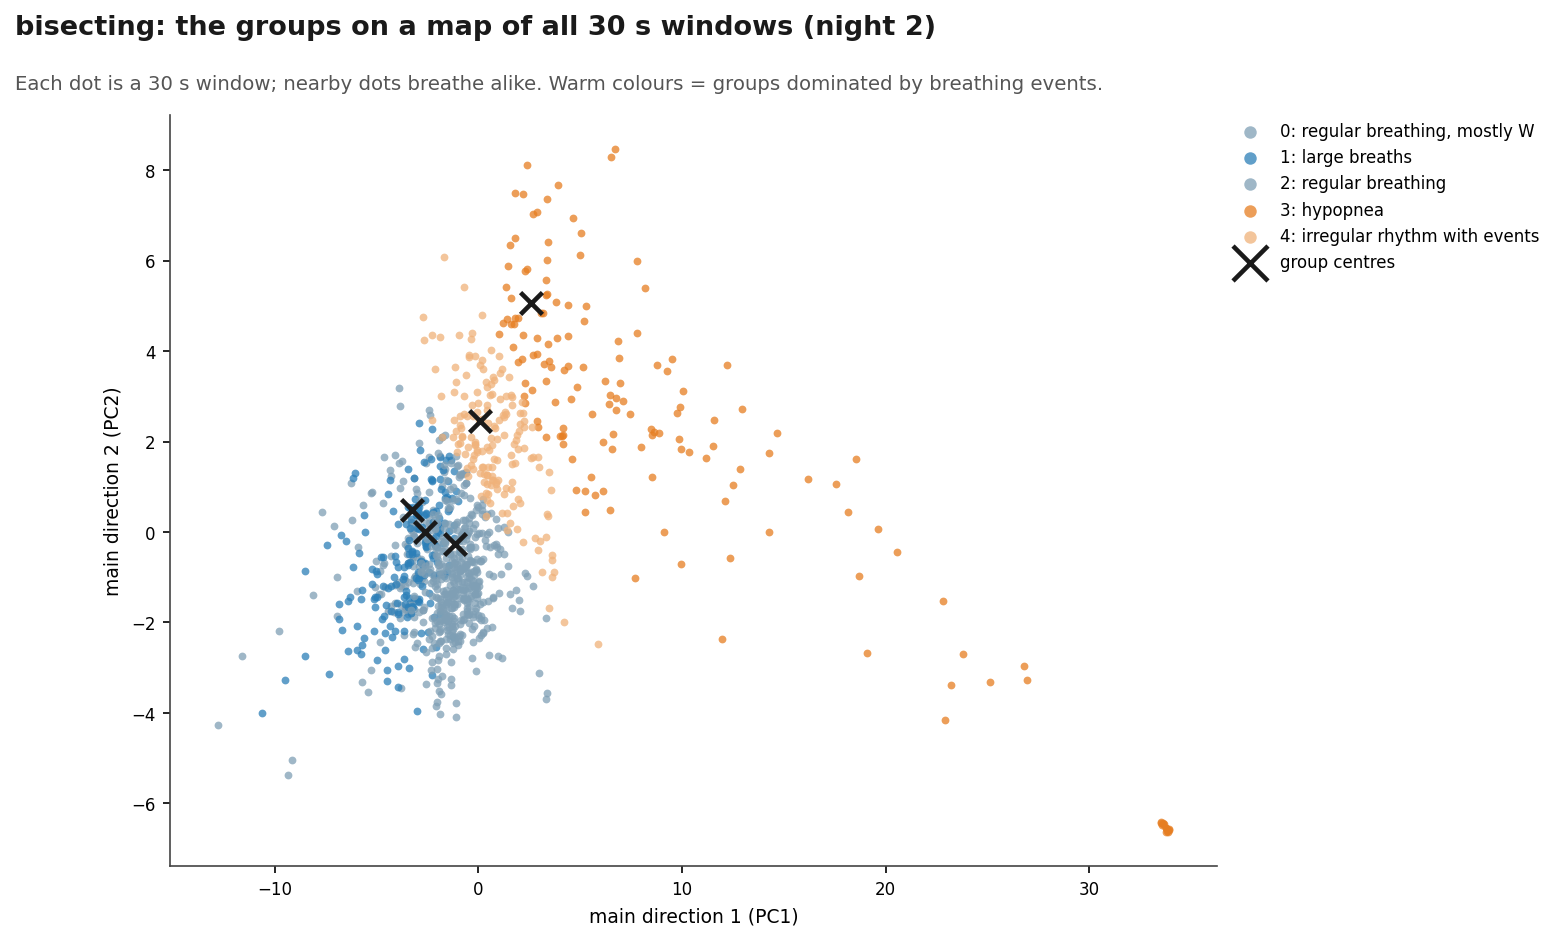 bisecting: the groups on a map of all 30 s windows (night 2)
Each dot is a 30 s window; nearby dots breathe alike. Warm colours = groups dominated by breathing events.
0: regular breathing, mostly W
1: large breaths
2: regular breathing
3: hypopnea
4: irregular rhythm with events
group centres
main direction 2 (PC2)
8
6
4
2
0
−2
−4
−6
−10
0
10
20
30
main direction 1 (PC1)